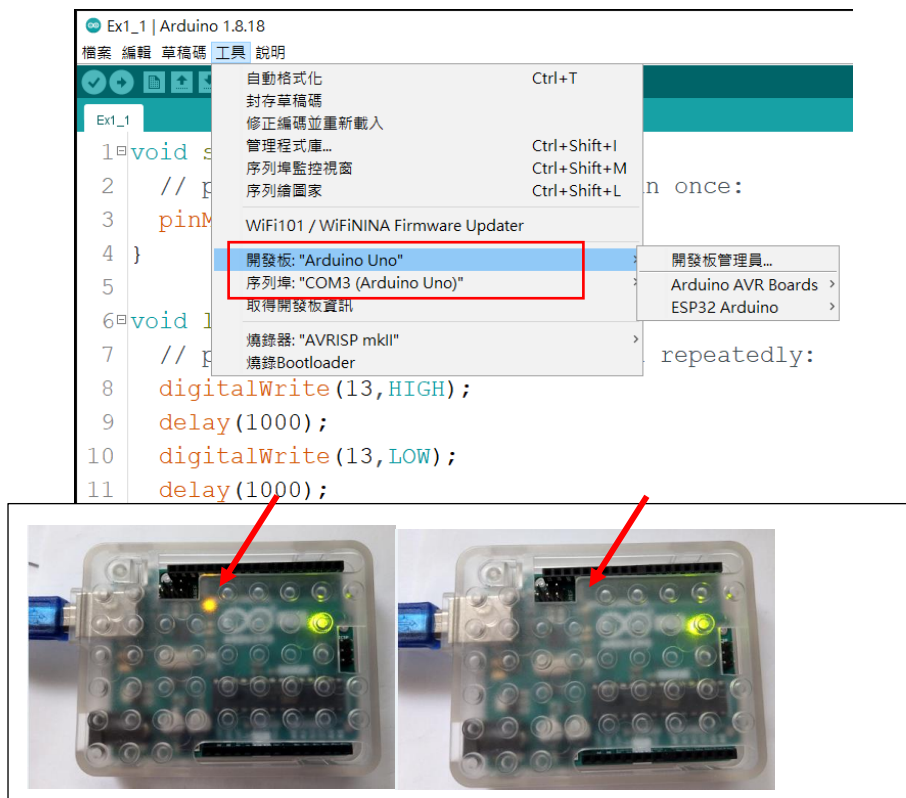 Ex1_1 | Arduino 1.8.18
檔案 編輯 草稿碼 工具 說明
自動格式化 Ctrl+T
封存草稿碼
修正編碼並重新載入
管理程式庫... Ctrl+Shift+I
序列埠監控視窗 Ctrl+Shift+M
序列繪圖家 Ctrl+Shift+L
WiFi101 / WiFiNINA Firmware Updater
開發板: "Arduino Uno"
序列埠: "COM3 (Arduino Uno)"
取得開發板資訊
燒錄器: "AVRISP mkII"
燒錄Bootloader
開發板管理員...
Arduino AVR Boards
ESP32 Arduino
Ex1_1
1 void s
2 // p n once:
3 pinM
4 }
5
6 void l
7 // p repeatedly:
8 digitalWrite(13,HIGH);
9 delay(1000);
10 digitalWrite(13,LOW);
11 delay(1000);